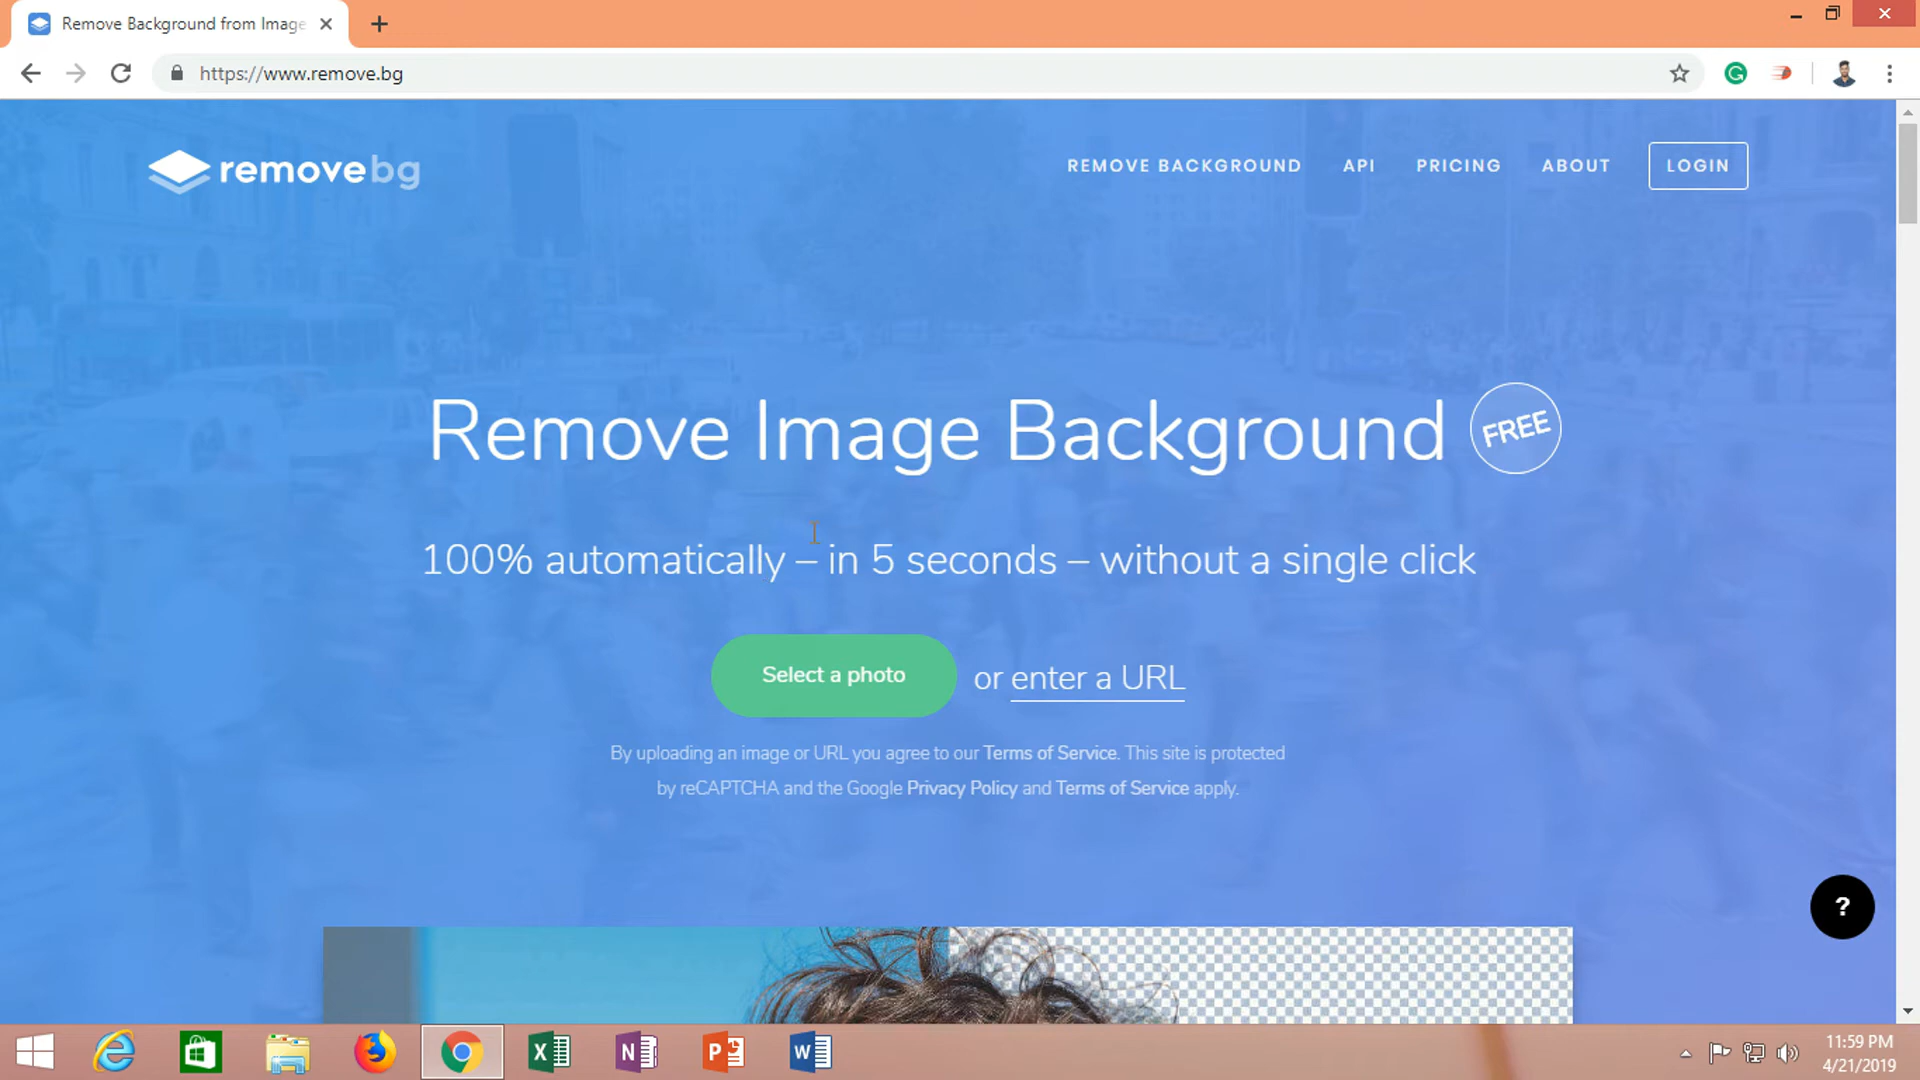 Remove Background from Image
https://www.remove.bg
removebg
REMOVE BACKGROUND
API
PRICING
ABOUT
LOGIN
Remove Image Background
FREE
100% automatically – in 5 seconds – without a single click
Select a photo
or enter a URL
By uploading an image or URL you agree to our Terms of Service. This site is protected
by reCAPTCHA and the Google Privacy Policy and Terms of Service apply.
?
11:59 PM
4/21/2019